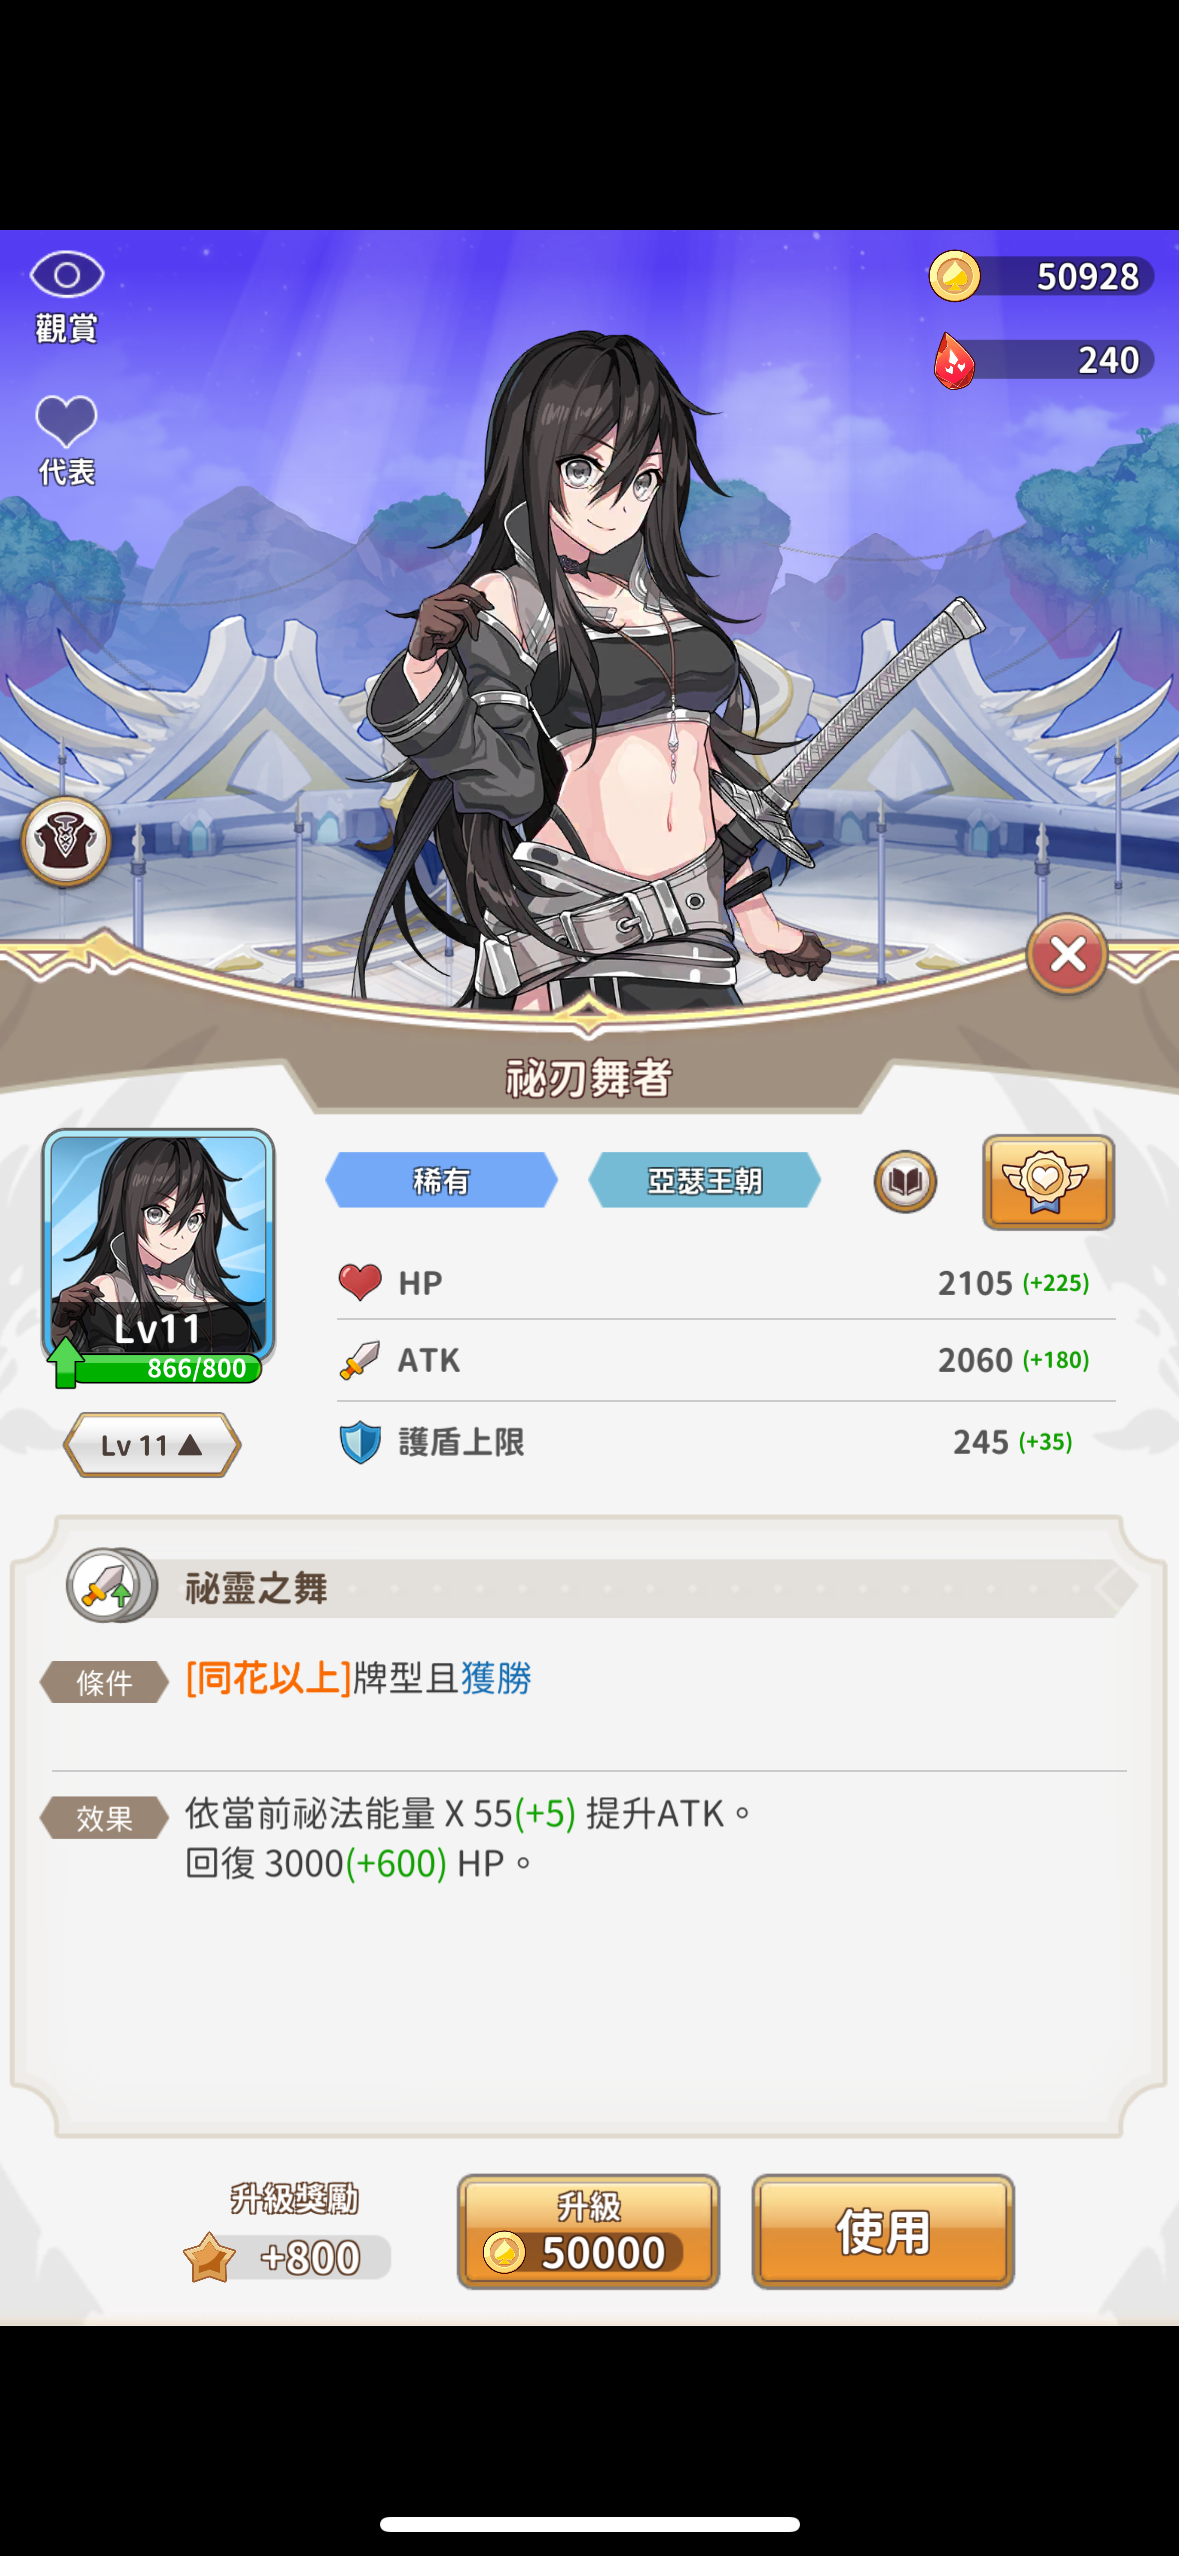 觀賞
50928
代表
240
祕刃舞者
稀有
亞瑟王朝
HP
2105 (+225)
Lv11
866/800
ATK
2060 (+180)
Lv 11 ▲
護盾上限
245 (+35)
祕靈之舞
條件
[同花以上]牌型且獲勝
效果
依當前祕法能量 X 55(+5) 提升ATK。
回復 3000(+600) HP。
升級獎勵
+800
升級
50000
使用